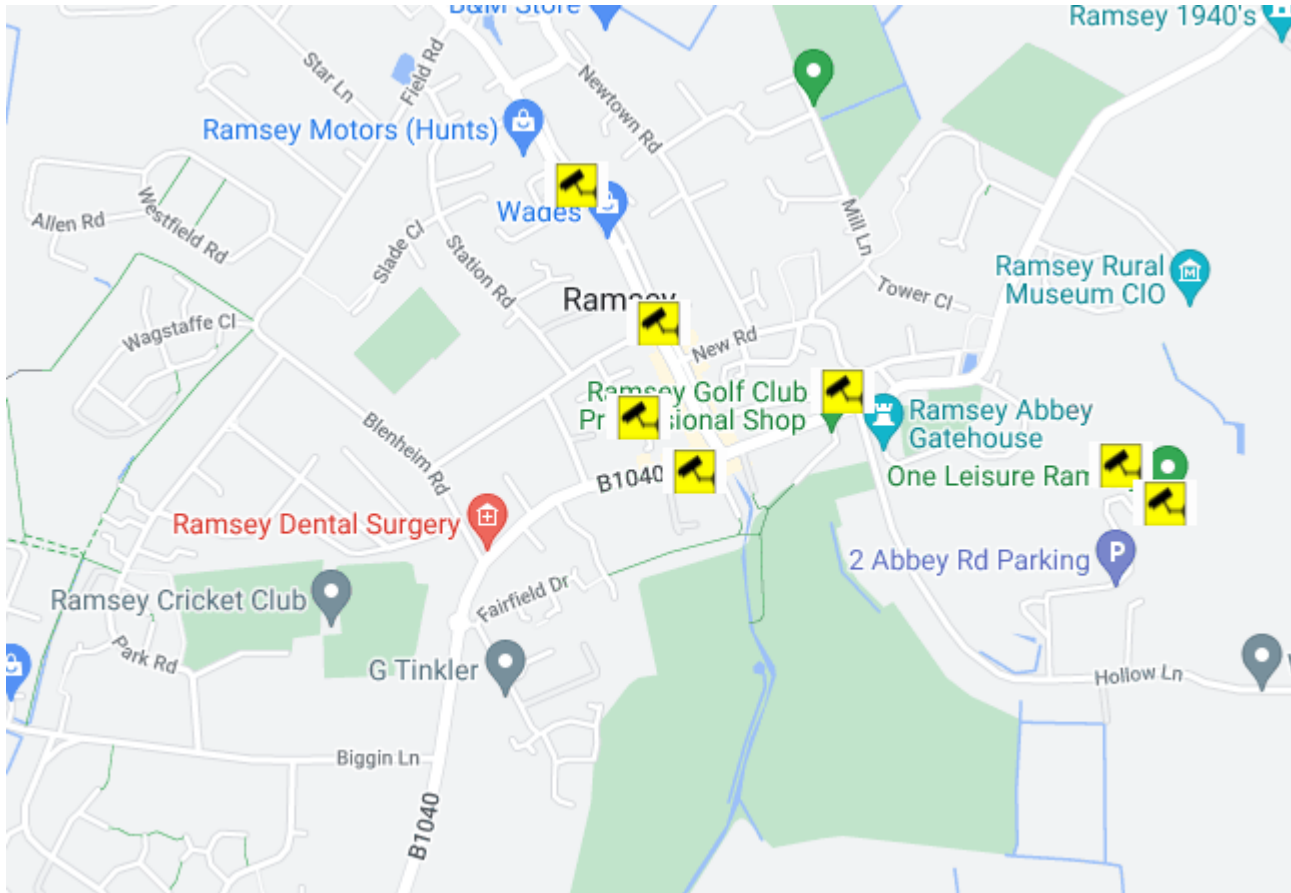 B&M Store
Ramsey 1940's
Star Ln
Field Rd
Newtown Rd
Ramsey Motors (Hunts)
Wades
Allen Rd
Westfield Rd
Slade Cl
Station Rd
Mill Ln
Tower Cl
Ramsey Rural
Museum CIO
Ramsey
Wagstaffe Cl
New Rd
Ramsey Golf Club
Professional Shop
Ramsey Abbey
Gatehouse
Blenheim Rd
B1040
One Leisure Ram
Ramsey Dental Surgery
P
2 Abbey Rd Parking
Ramsey Cricket Club
Fairfield Dr
Park Rd
G Tinkler
Hollow Ln
Biggin Ln
B1040